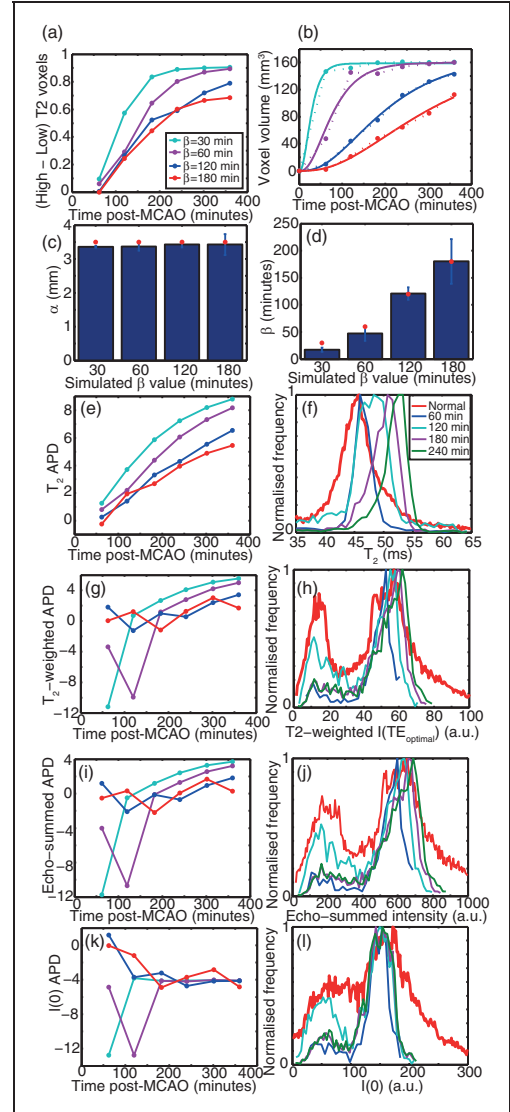 (a)
(High − Low) T2 voxels
1
0.8
0.6
0.4
0.2
0
β=30 min
β=60 min
β=120 min
β=180 min
0 100 200 300 400
Time post-MCAO (minutes)
(b)
Voxel volume (mm³)
160
120
80
40
0
0 100 200 300 400
Time post-MCAO (minutes)
(c)
α (mm)
4
3
2
1
0
30 60 120 180
Simulated β value (minutes)
(d)
β (minutes)
250
200
150
100
50
0
30 60 120 180
Simulated β value (minutes)
(e)
T₂ APD
8
6
4
2
0
0 100 200 300 400
Time post-MCAO (minutes)
(f)
Normalised frequency
1
0
Normal
60 min
120 min
180 min
240 min
35 45 55 65
T₂ (ms)
(g)
T₂−weighted APD
4
0
−4
−8
−12
0 100 200 300 400
Time post-MCAO (minutes)
(h)
Normalised frequency
1
0
0 20 40 60 80 100
T2−weighted I(TEoptimal) (a.u.)
(i)
Echo−summed APD
4
0
−4
−8
−12
0 100 200 300 400
Time post-MCAO (minutes)
(j)
Normalised frequency
1
0
0 200 400 600 800 1000
Echo−summed intensity (a.u.)
(k)
I(0) APD
0
−4
−8
−12
0 100 200 300 400
Time post-MCAO (minutes)
(l)
Normalised frequency
1
0
0 100 200 300
I(0) (a.u.)